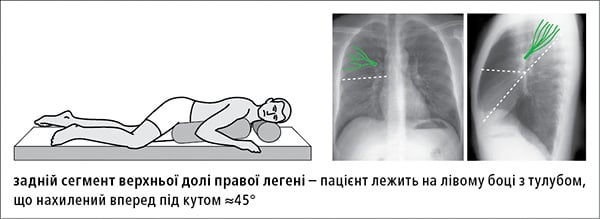 задній сегмент верхньої долі правої легені – пацієнт лежить на лівому боці з тулубом,
що нахилений вперед під кутом ≈45°